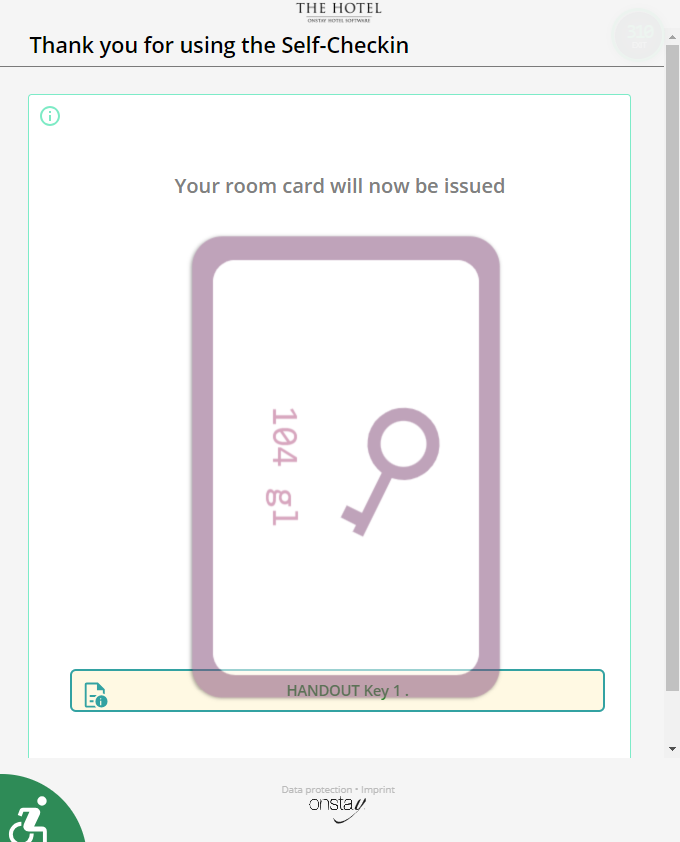 THE HOTEL
ONSTAY HOTEL SOFTWARE
Thank you for using the Self-Checkin
Your room card will now be issued
104 gl
HANDOUT Key 1 .
Data protection • Imprint
onstay